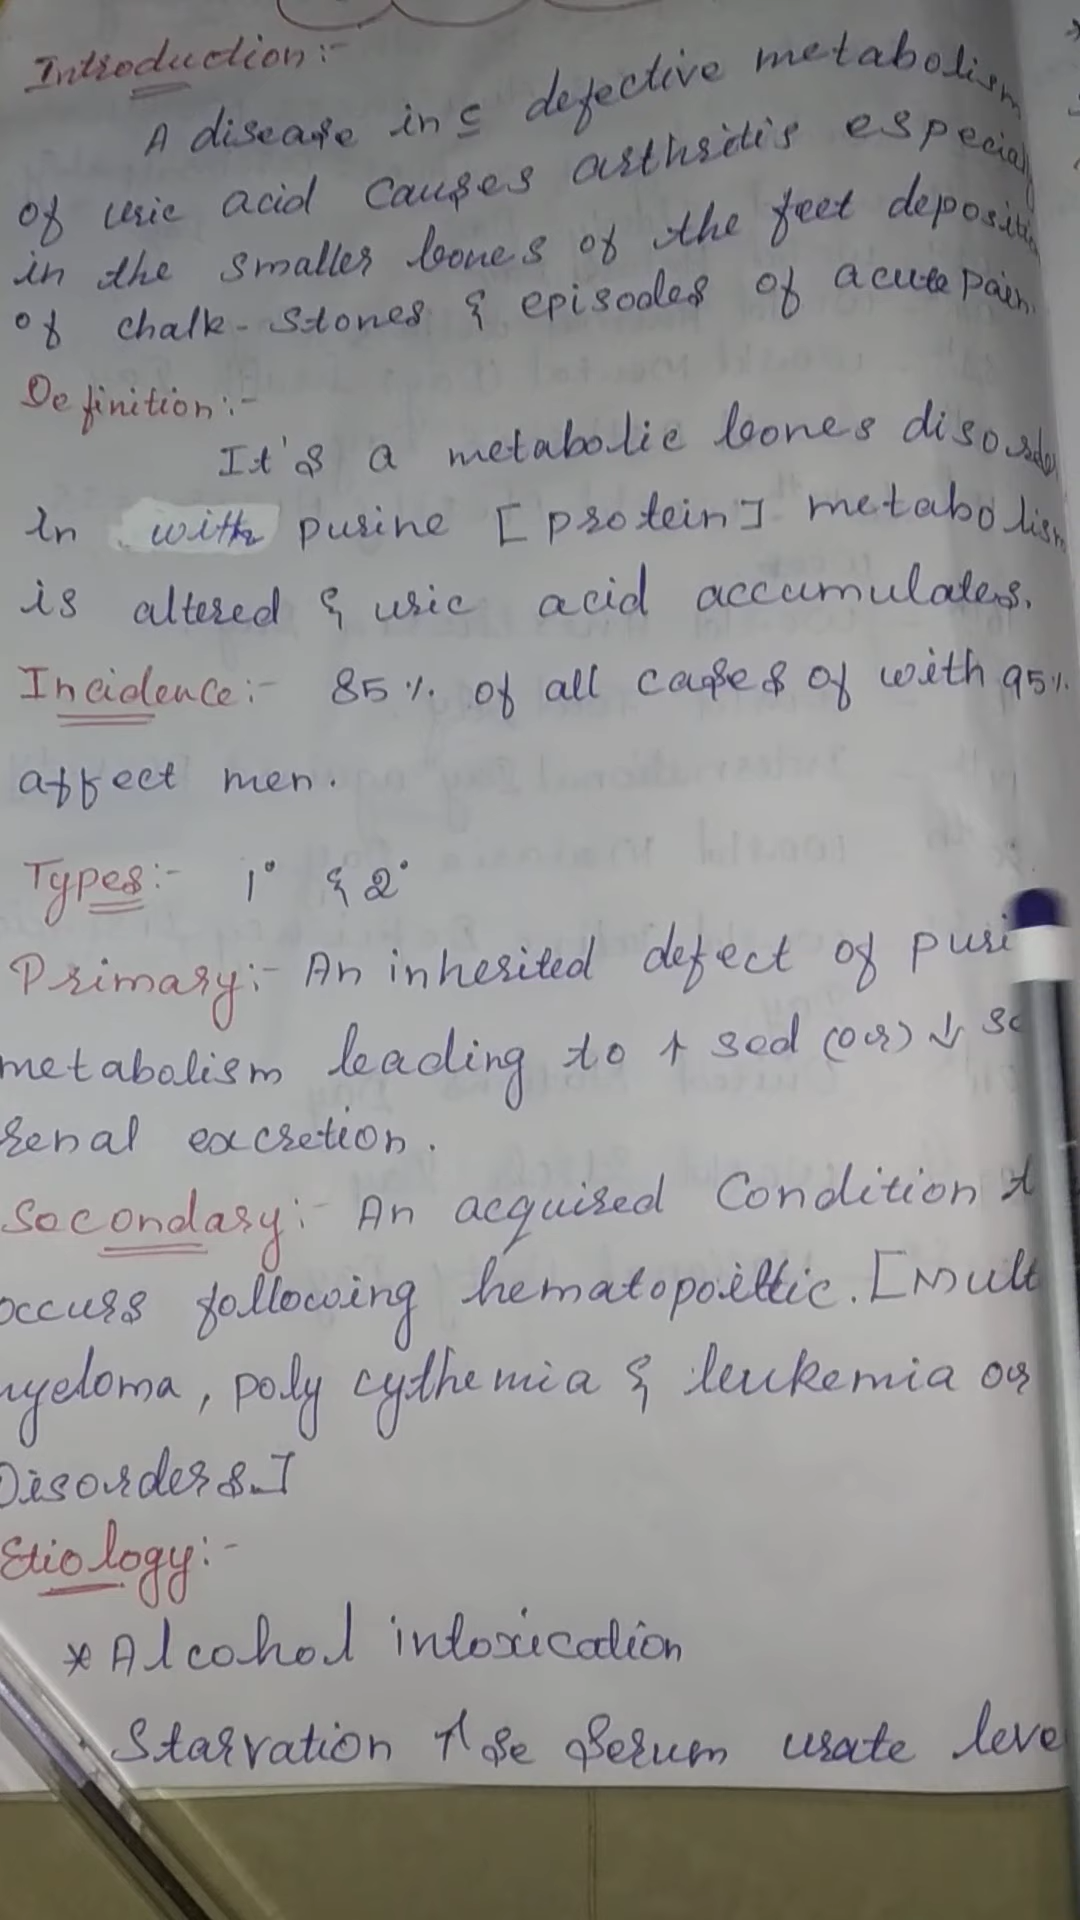 Introduction:-
A disease in c defective metabolism
of uric acid causes arthritis especially
in the smaller bones of the feet depositi
of chalk-stones & episodes of acute pain.
Definition:-
It's a metabolic bones disorder
in with purine [protein] metabolism
is altered & uric acid accumulates.
Incidence:- 85% of all cases of with 95%
affect men.
Types:- 1° & 2°
Primary:- An inherited defect of puri
metabolism leading to ↑ sed (or) ↓ se
renal excretion.
Secondary:- An acquired Condition t
occurs following hematopoittic. [Mult
myeloma, poly cythemia & leukemia or
Disorders.]
Etiology:-
* Alcohol intoxication
Starvation ↑ se serum urate leve